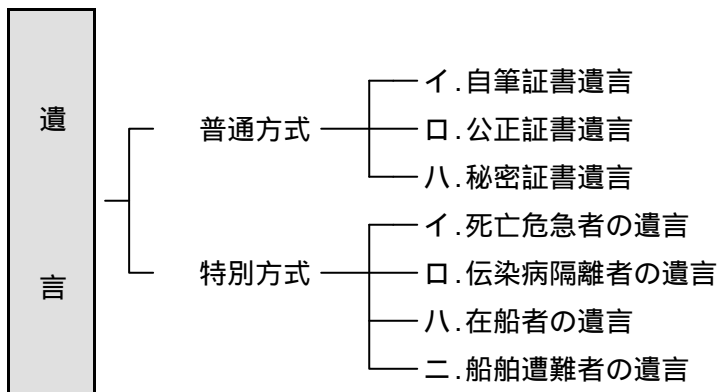 遺言
普通方式
イ.自筆証書遺言
ロ.公正証書遺言
ハ.秘密証書遺言
特別方式
イ.死亡危急者の遺言
ロ.伝染病隔離者の遺言
ハ.在船者の遺言
ニ.船舶遭難者の遺言